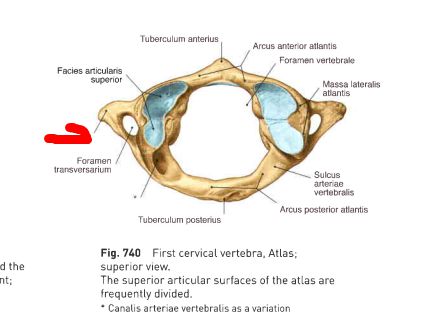 Tuberculum anterius
Arcus anterior atlantis
Foramen vertebrale
Facies articularis
superior
Massa lateralis
atlantis
Foramen
transversarium
Sulcus
arteriae
vertebralis
*
Arcus posterior atlantis
Tuberculum posterius
d the
nt;
Fig. 740 First cervical vertebra, Atlas;
superior view.
The superior articular surfaces of the atlas are
frequently divided.
* Canalis arteriae vertebralis as a variation